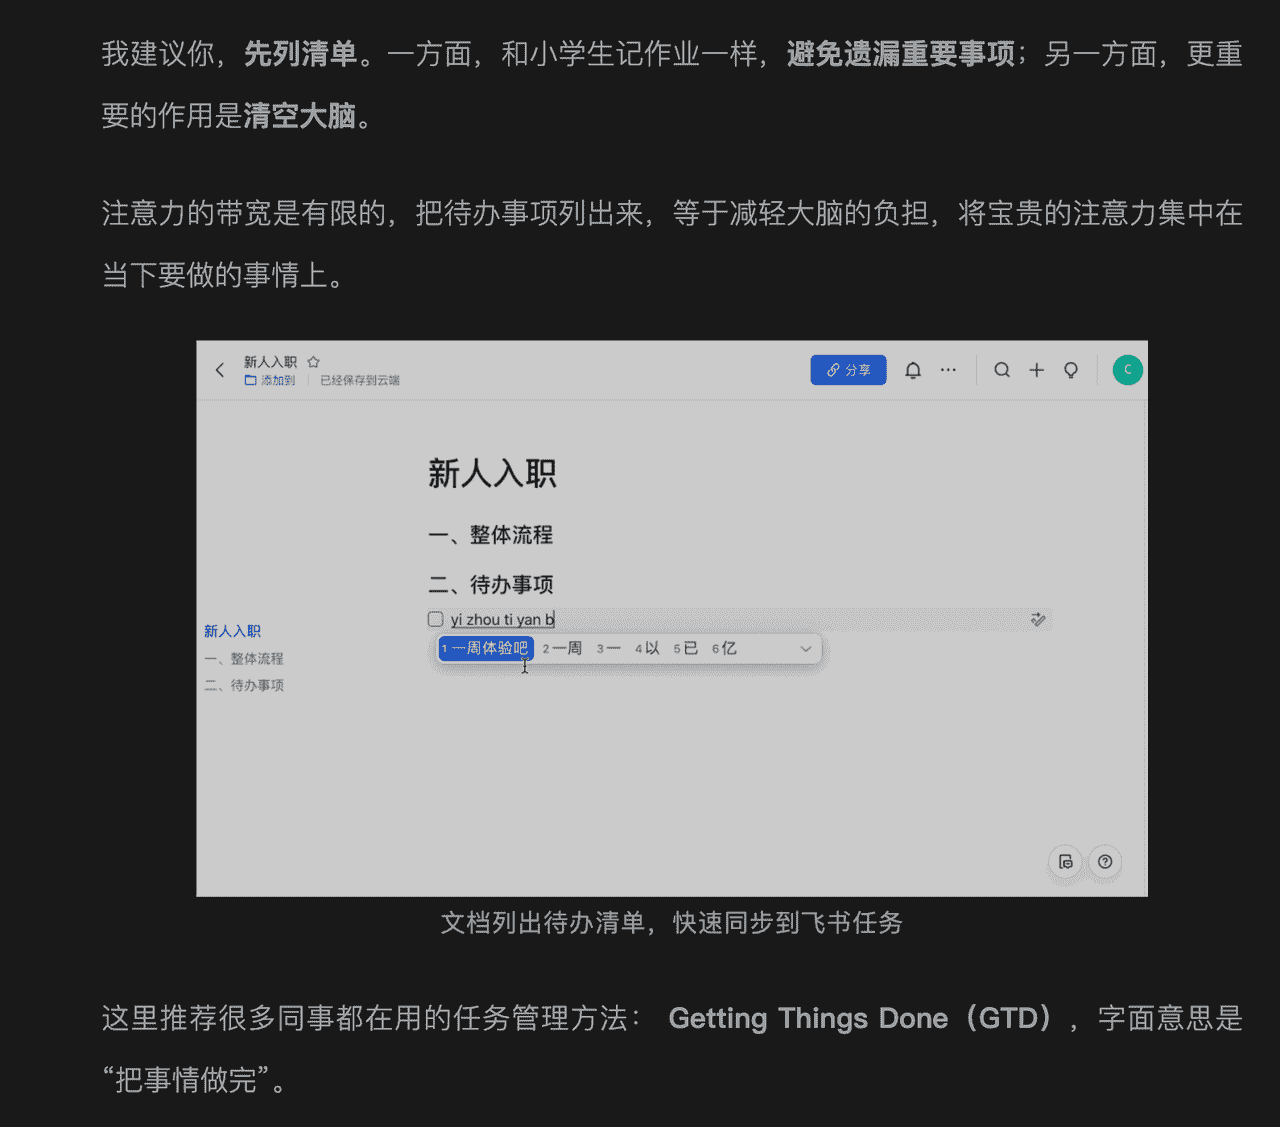 我建议你，先列清单。一方面，和小学生记作业一样，避免遗漏重要事项；另一方面，更重
要的作用是清空大脑。
注意力的带宽是有限的，把待办事项列出来，等于减轻大脑的负担，将宝贵的注意力集中在
当下要做的事情上。
新人入职
添加到 已经保存到云端
分享
C
新人入职
一、整体流程
二、待办事项
yi zhou ti yan b
1 一周体验吧 2 一周 3 一 4 以 5 已 6 亿
新人入职
一、整体流程
二、待办事项
文档列出待办清单，快速同步到飞书任务
这里推荐很多同事都在用的任务管理方法： Getting Things Done（GTD），字面意思是
“把事情做完”。